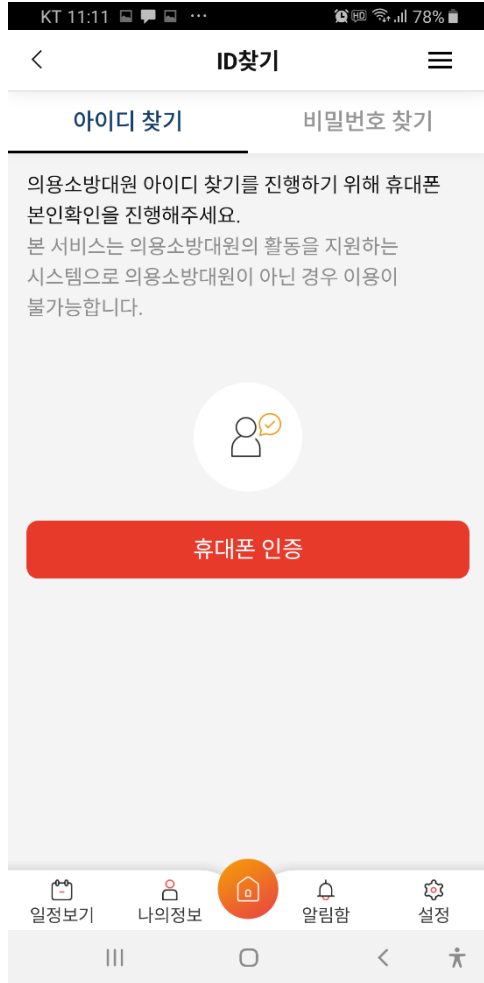 KT 11:11 ··· 78%
ID찾기
아이디 찾기 비밀번호 찾기
의용소방대원 아이디 찾기를 진행하기 위해 휴대폰
본인확인을 진행해주세요.
본 서비스는 의용소방대원의 활동을 지원하는
시스템으로 의용소방대원이 아닌 경우 이용이
불가능합니다.
휴대폰 인증
일정보기 나의정보 알림함 설정